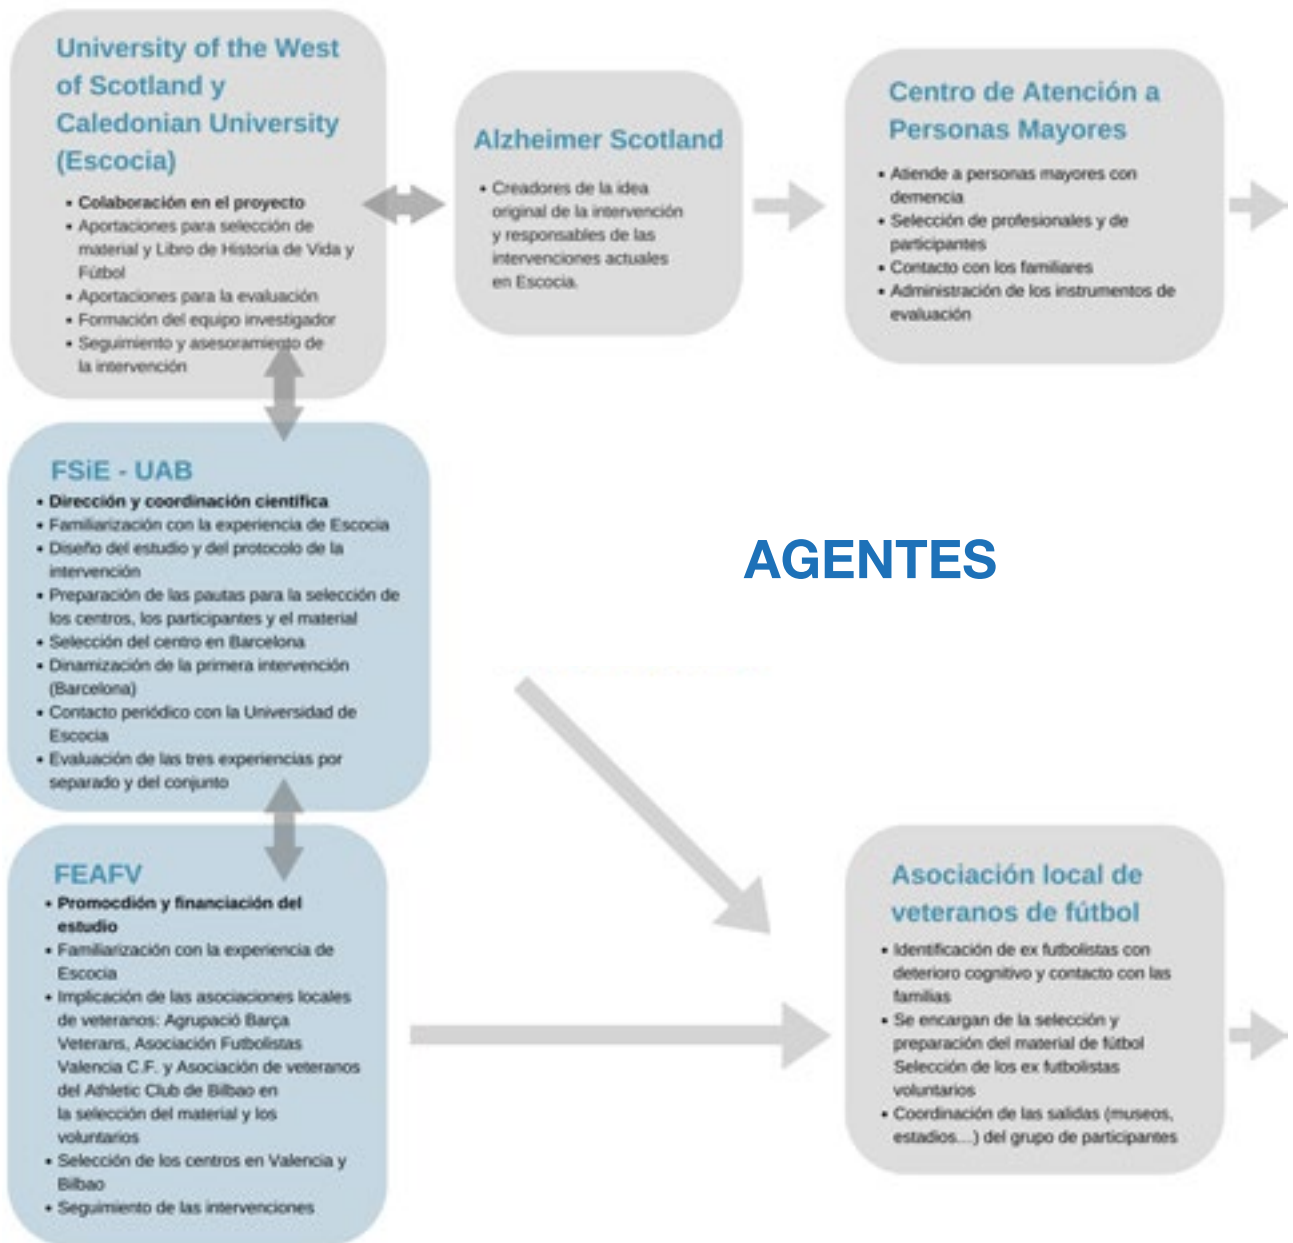 University of the West
of Scotland y
Caledonian University
(Escocia)
• Colaboración en el proyecto
• Aportaciones para selección de
material y Libro de Historia de Vida y
Fútbol
• Aportaciones para la evaluación
• Formación del equipo investigador
• Seguimiento y asesoramiento de
la intervención
Alzheimer Scotland
• Creadores de la idea
original de la intervención
y responsables de las
intervenciones actuales
en Escocia.
Centro de Atención a
Personas Mayores
• Atiende a personas mayores con
demencia
• Selección de profesionales y de
participantes
• Contacto con los familiares
• Administración de los instrumentos de
evaluación
FSiE - UAB
• Dirección y coordinación científica
• Familiarización con la experiencia de Escocia
• Diseño del estudio y del protocolo de la
intervención
• Preparación de las pautas para la selección de
los centros, los participantes y el material
• Selección del centro en Barcelona
• Dinamización de la primera intervención
(Barcelona)
• Contacto periódico con la Universidad de
Escocia
• Evaluación de las tres experiencias por
separado y del conjunto
AGENTES
FEAFV
• Promocdión y financiación del
estudio
• Familiarización con la experiencia de
Escocia
• Implicación de las asociaciones locales
de veteranos: Agrupació Barça
Veterans, Asociación Futbolistas
Valencia C.F. y Asociación de veteranos
del Athletic Club de Bilbao en
la selección del material y los
voluntarios
• Selección de los centros en Valencia y
Bilbao
• Seguimiento de las intervenciones
Asociación local de
veteranos de fútbol
• Identificación de ex futbolistas con
deterioro cognitivo y contacto con las
familias
• Se encargan de la selección y
preparación del material de fútbol
Selección de los ex futbolistas
voluntarios
• Coordinación de las salidas (museos,
estadios...) del grupo de participantes